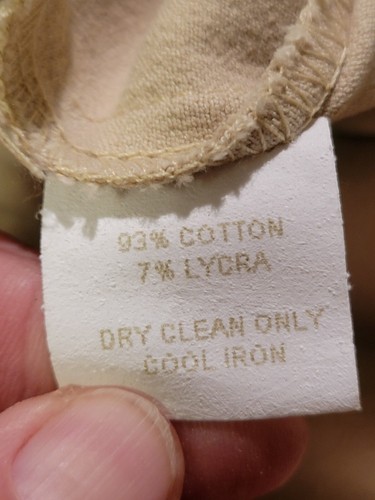 93% COTTON
7% LYCRA
DRY CLEAN ONLY
COOL IRON